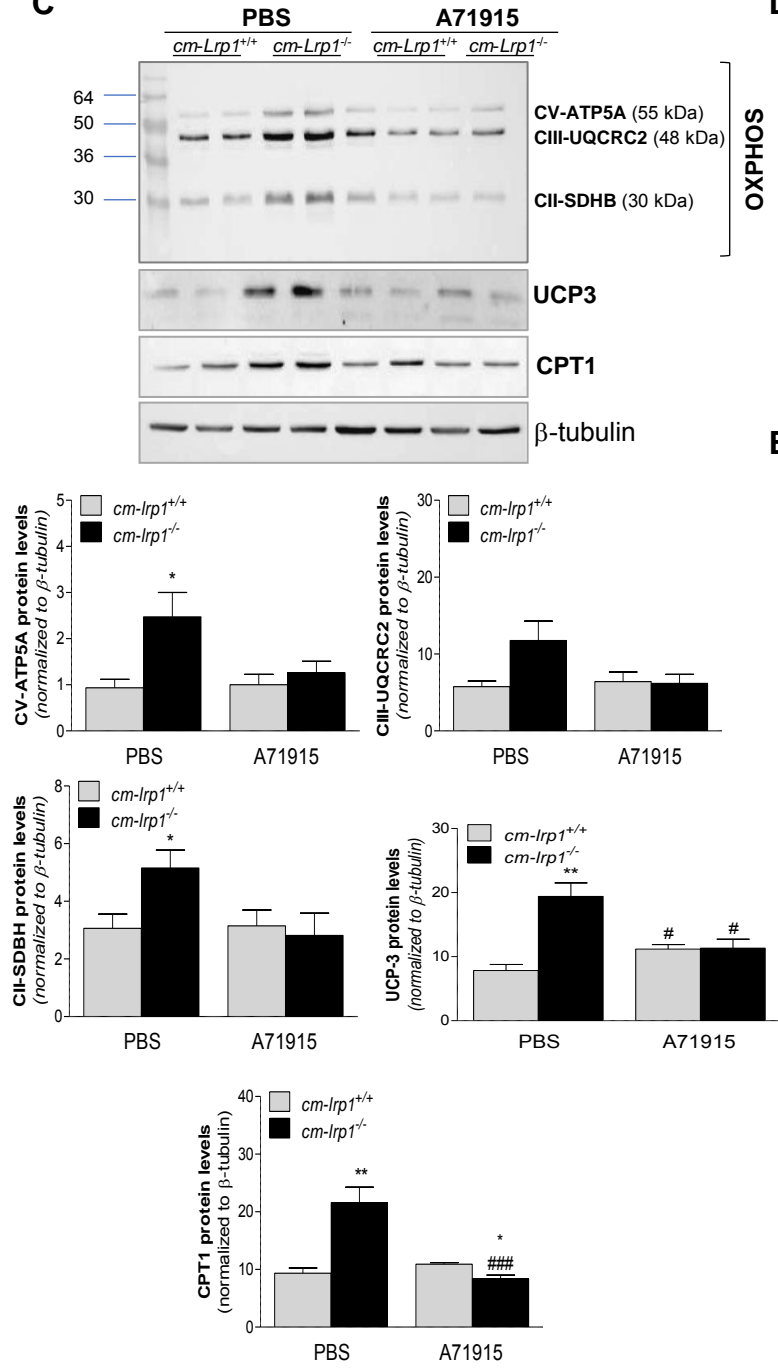 C
PBS A71915
cm-Lrp1+/+ cm-Lrp1-/- cm-Lrp1+/+ cm-Lrp1-/-
64
50
36
30
CV-ATP5A (55 kDa)
CIII-UQCRC2 (48 kDa)
CII-SDHB (30 kDa)
OXPHOS
UCP3
CPT1
β-tubulin
CV-ATP5A protein levels
(normalized to β-tubulin)
5
4
3
2
1
0
cm-lrp1+/+
cm-lrp1-/-
*
PBS A71915
CIII-UQCRC2 protein levels
(normalized to β-tubulin)
30
20
10
0
cm-lrp1+/+
cm-lrp1-/-
PBS A71915
CII-SDBH protein levels
(normalized to β-tubulin)
8
6
4
2
0
cm-lrp1+/+
cm-lrp1-/-
*
PBS A71915
UCP-3 protein levels
(normalized to β-tubulin)
30
20
10
0
cm-lrp1+/+
cm-lrp1-/-
**
# #
PBS A71915
CPT1 protein levels
(normalized to β-tubulin)
40
30
20
10
0
cm-lrp1+/+
cm-lrp1-/-
**
*
###
PBS A71915